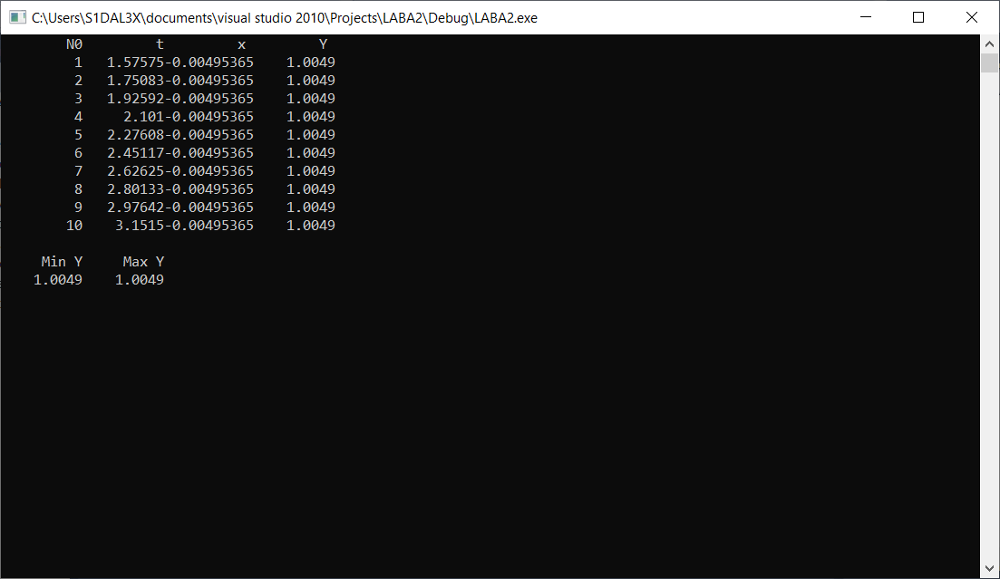 C:\Users\S1DAL3X\documents\visual studio 2010\Projects\LABA2\Debug\LABA2.exe
N0 t x Y
1 1.57575-0.00495365 1.0049
2 1.75083-0.00495365 1.0049
3 1.92592-0.00495365 1.0049
4 2.101-0.00495365 1.0049
5 2.27608-0.00495365 1.0049
6 2.45117-0.00495365 1.0049
7 2.62625-0.00495365 1.0049
8 2.80133-0.00495365 1.0049
9 2.97642-0.00495365 1.0049
10 3.1515-0.00495365 1.0049
Min Y Max Y
1.0049 1.0049